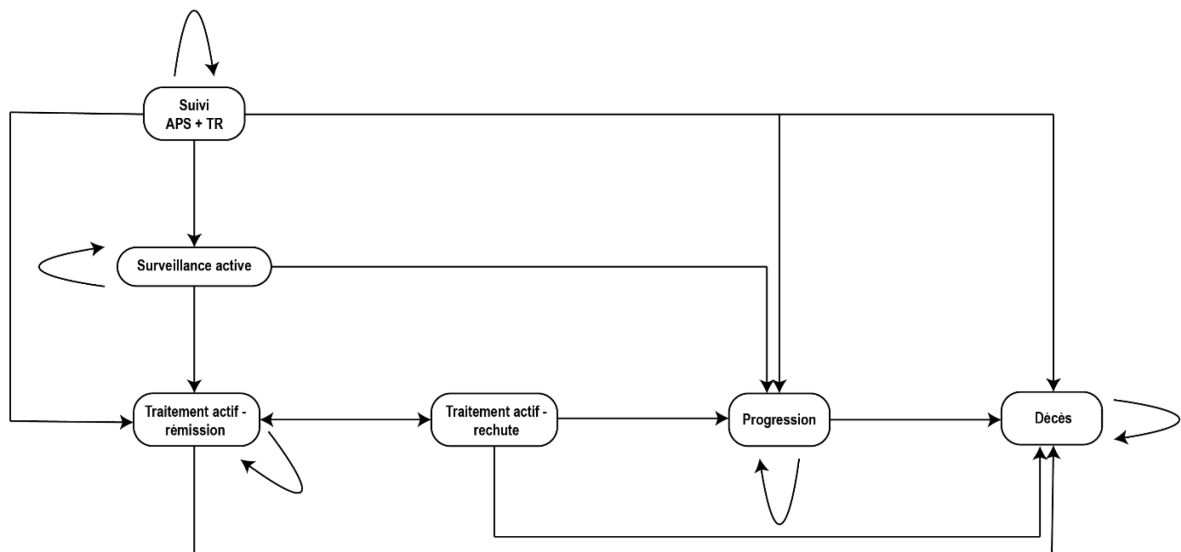 Suivi
APS + TR
Surveillance active
Traitement actif -
rémission
Traitement actif -
rechute
Progression
Décès